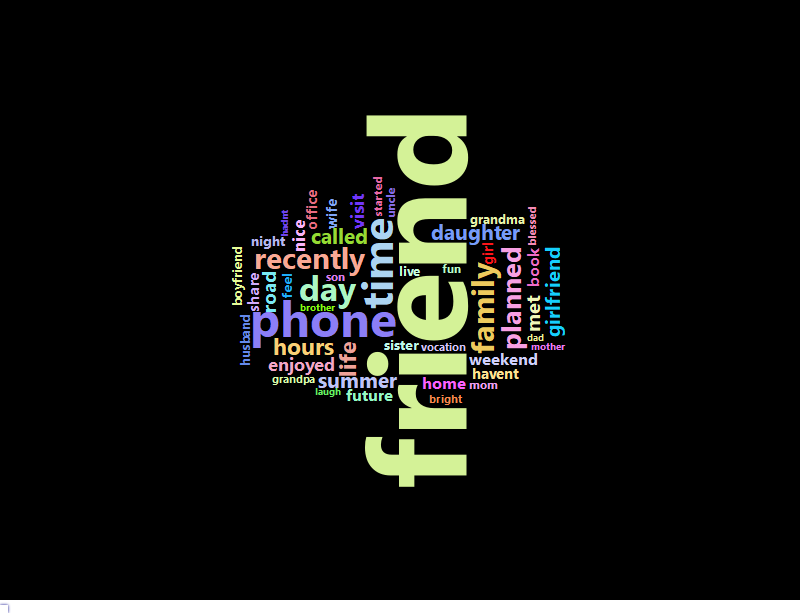 friend
started
uncle
office
wife
visit
hadnt
nice
night
called
time
grandma
blessed
daughter
girl
boyfriend
share
road
recently
feel
son
live
fun
family
planned
book
girlfriend
day
brother
phone
met
husband
hours
life
sister
vocation
dad
mother
weekend
enjoyed
grandpa
summer
home
mom
havent
laugh
future
bright